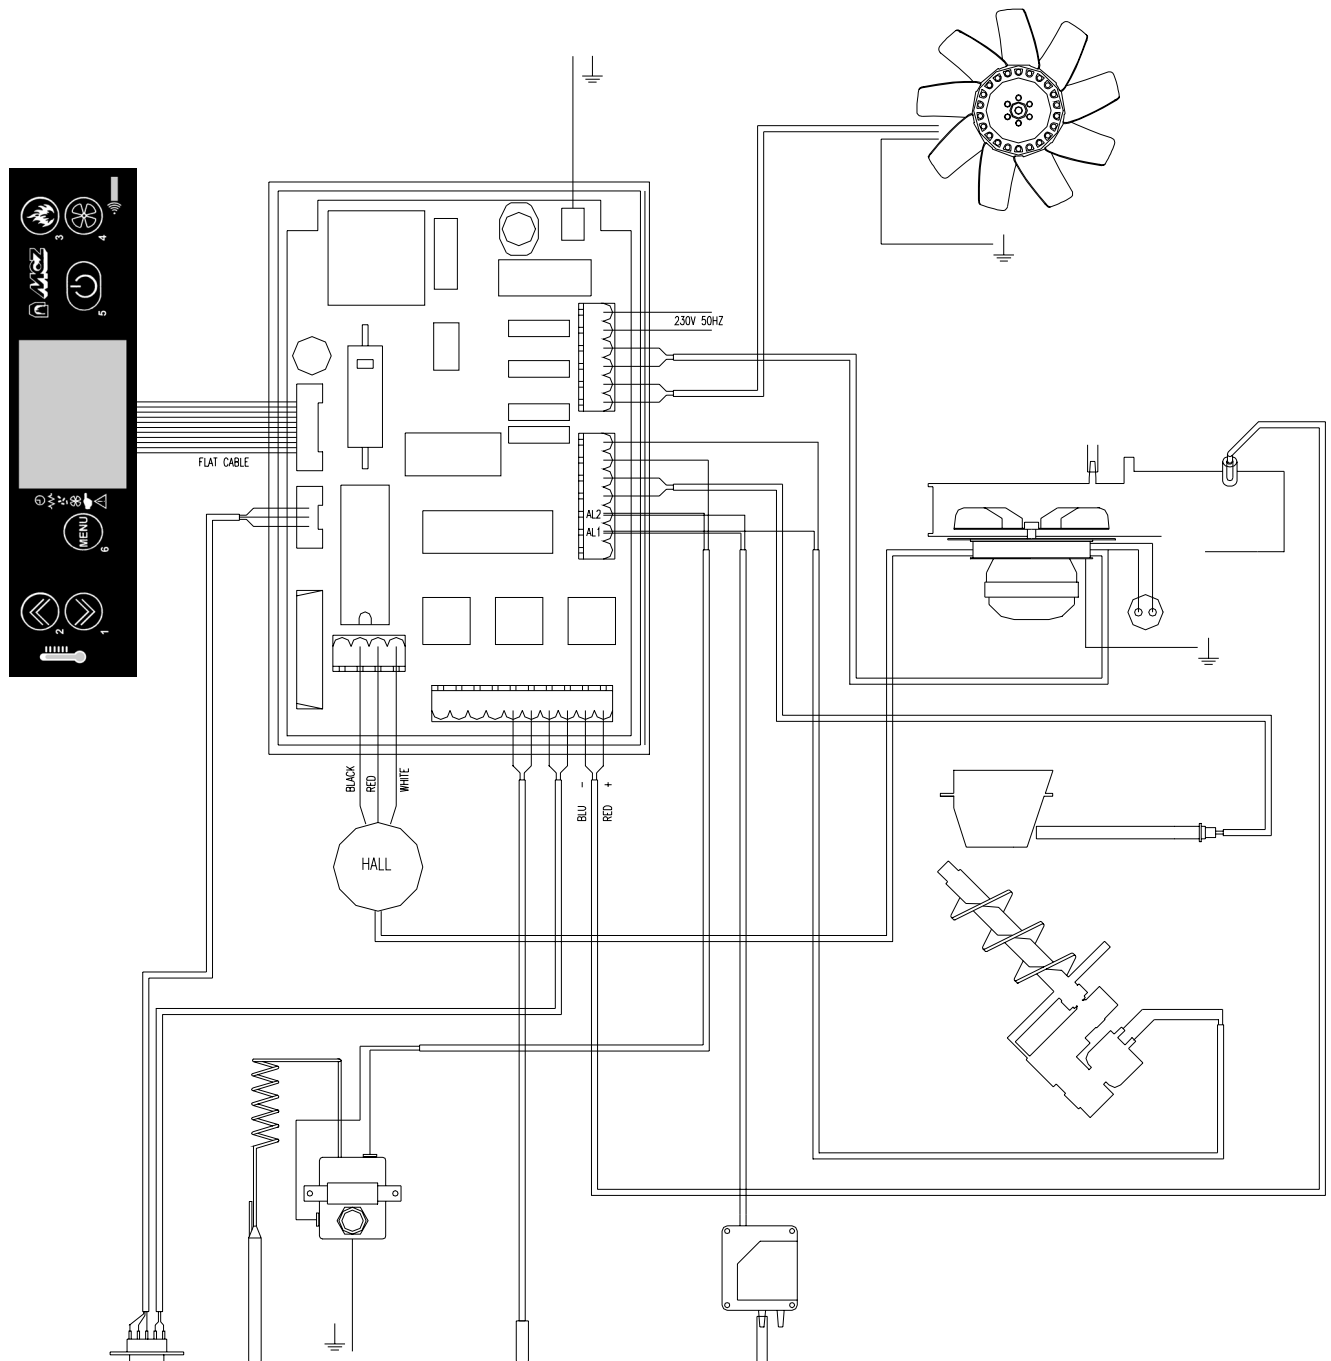 3
4
MCZ
5
230V 50HZ
FLAT CABLE
MENU
6
AL2
AL1
2
1
BLACK
RED
WHITE
BLU -
RED +
HALL